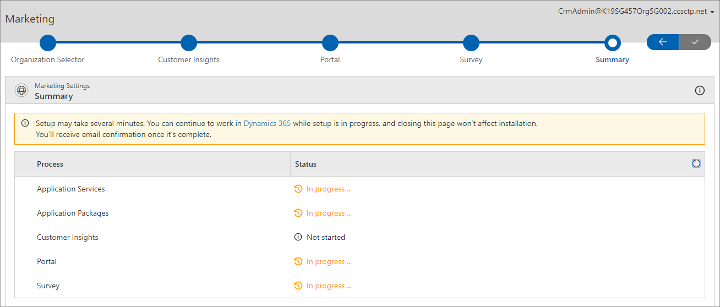 CrmAdmin@K19SG457OrgSG002.ccsctp.net
Marketing
Organization Selector
Customer Insights
Portal
Survey
Summary
Marketing Settings
Summary
Setup may take several minutes. You can continue to work in Dynamics 365 while setup is in progress, and closing this page won't affect installation.
You'll receive email confirmation once it's complete.
Process Status
Application Services In progress ...
Application Packages In progress ...
Customer Insights Not started
Portal In progress ...
Survey In progress ...